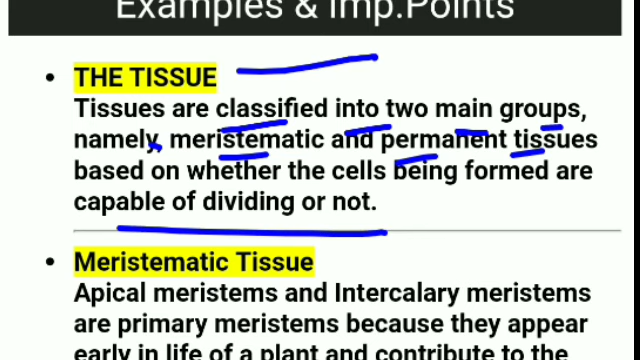 Examples & Imp.Points
• THE TISSUE
Tissues are classified into two main groups,
namely, meristematic and permanent tissues
based on whether the cells being formed are
capable of dividing or not.
• Meristematic Tissue
Apical meristems and Intercalary meristems
are primary meristems because they appear
early in life of a plant and contribute to the